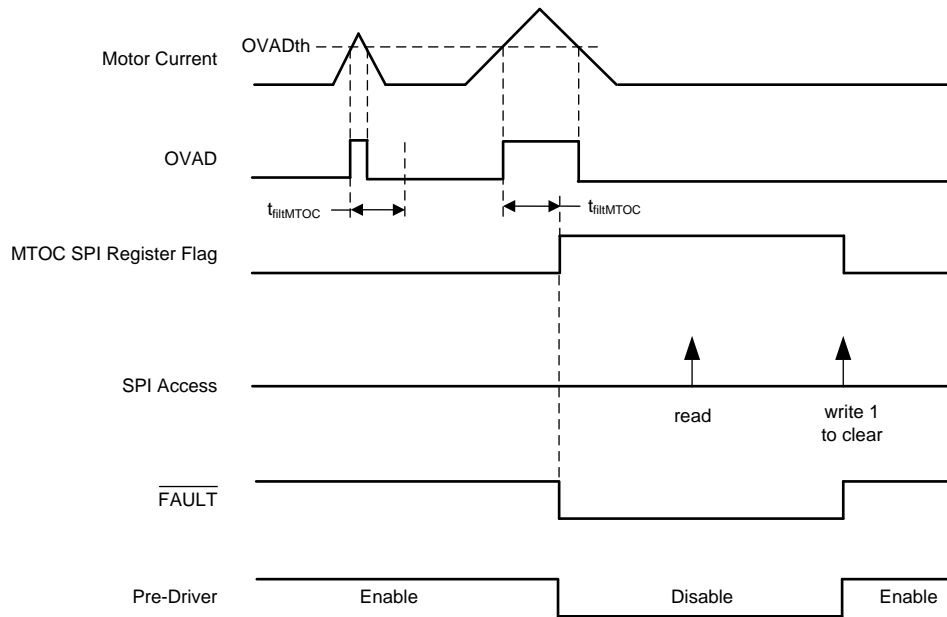 OVADth
Motor Current
OVAD
tfiltMTOC
tfiltMTOC
MTOC SPI Register Flag
SPI Access
read
write 1
to clear
FAULT
Pre-Driver
Enable
Disable
Enable